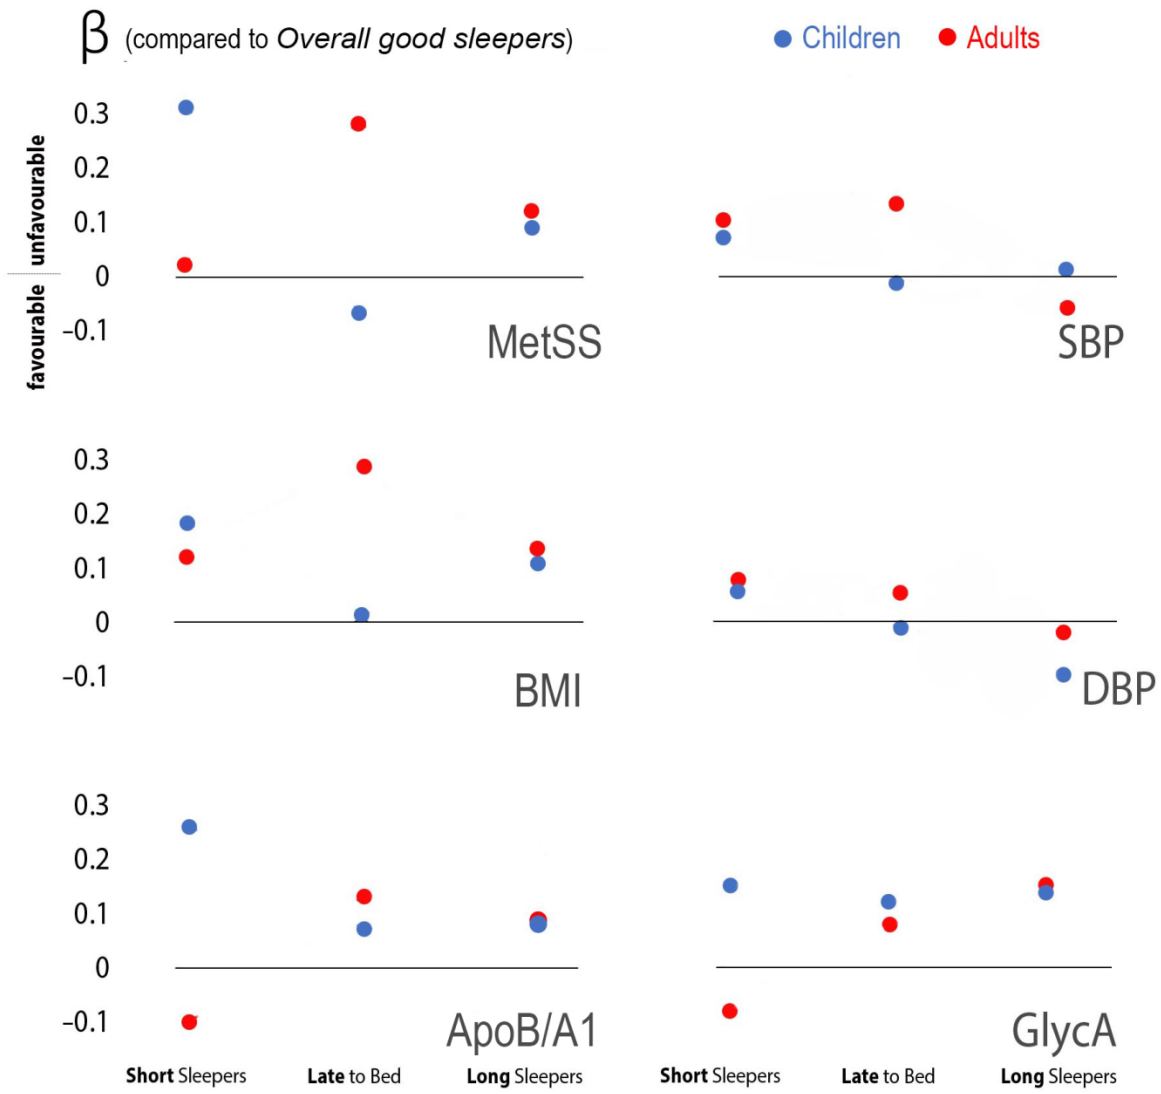 β (compared to Overall good sleepers)
Children Adults
unfavourable
favourable
0.3
0.2
0.1
0
–0.1
MetSS
SBP
0.3
0.2
0.1
0
–0.1
BMI
DBP
0.3
0.2
0.1
0
–0.1
ApoB/A1
GlycA
Short Sleepers Late to Bed Long Sleepers
Short Sleepers Late to Bed Long Sleepers